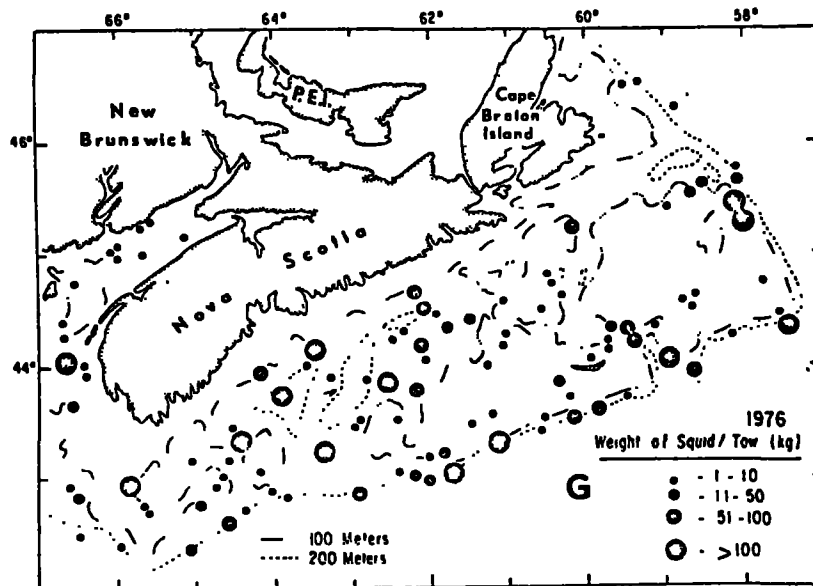 66° 64° 62° 60° 58°
New
Brunswick
P.E.I.
Cape
Breton
Island
46°
Nova Scotia
44°
1976
Weight of Squid / Tow (kg)
G
- 1 - 10
- 11 - 50
- 51 - 100
- >100
100 Meters
200 Meters